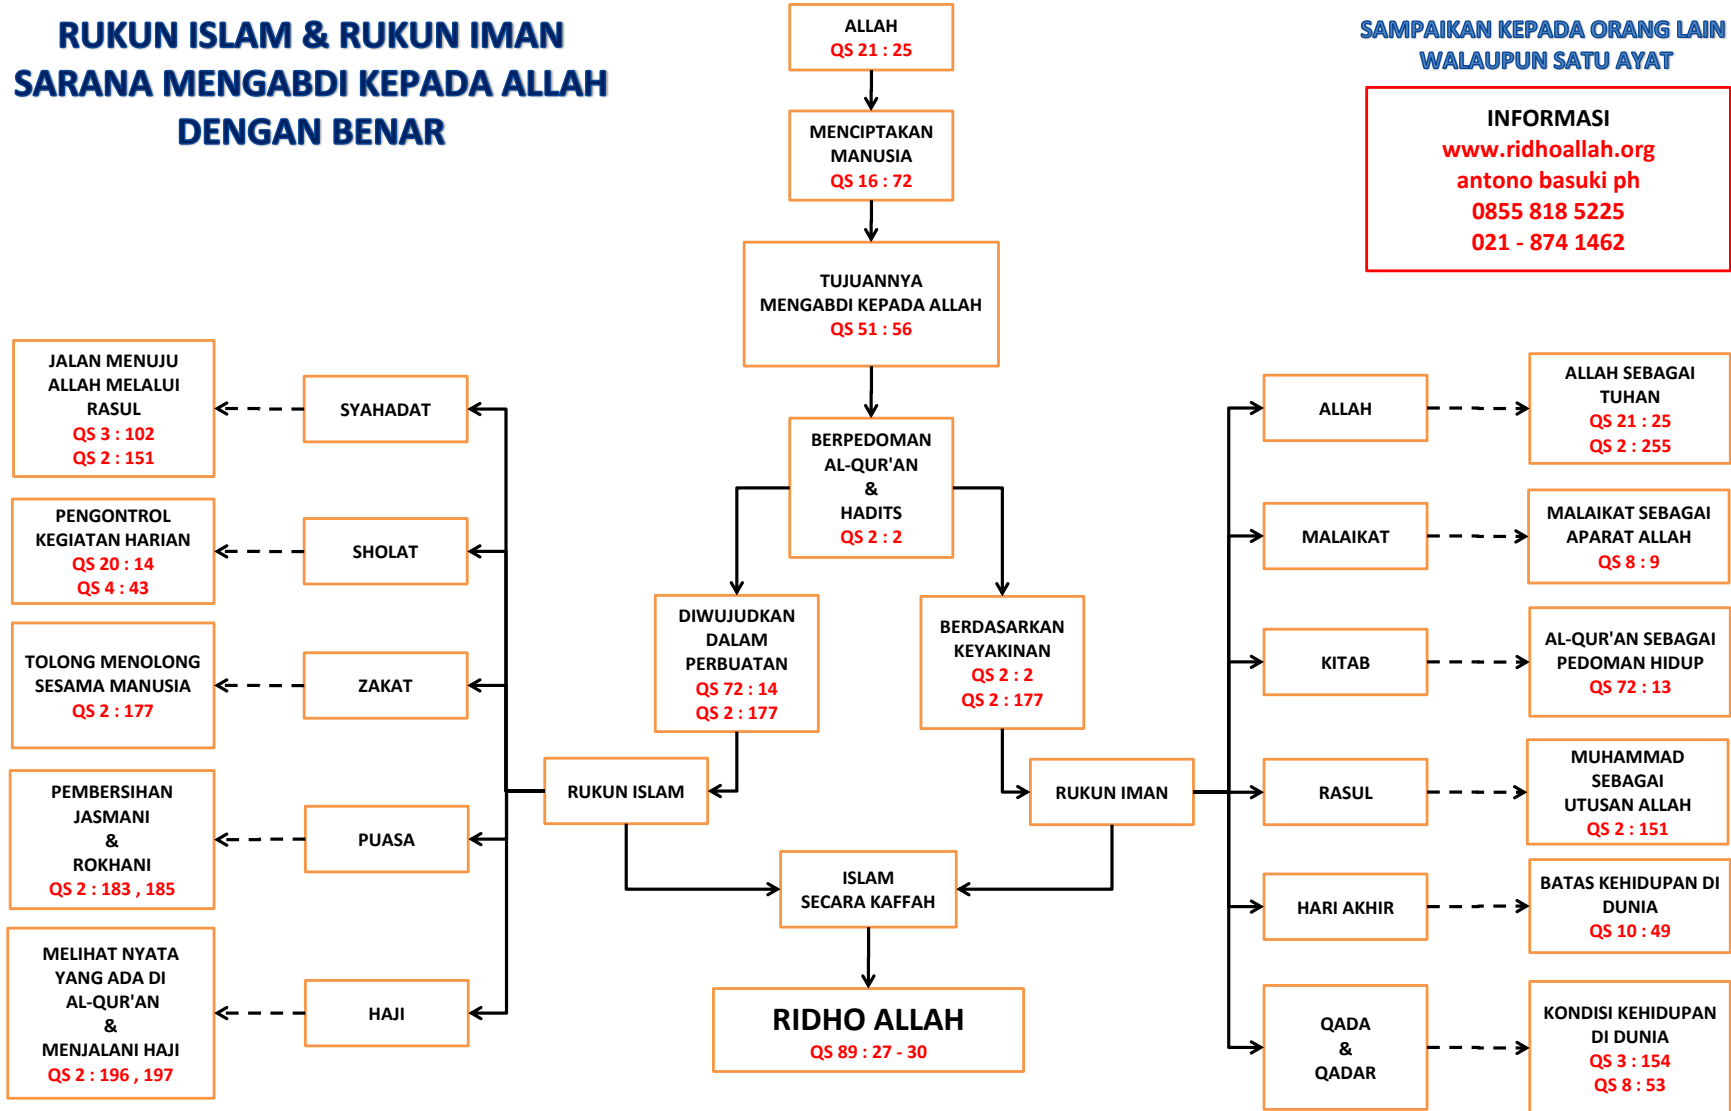 RUKUN ISLAM & RUKUN IMAN
SARANA MENGABDI KEPADA ALLAH
DENGAN BENAR
SAMPAIKAN KEPADA ORANG LAIN
WALAUPUN SATU AYAT
INFORMASI
www.ridhoallah.org
antono basuki ph
0855 818 5225
021 - 874 1462
ALLAH
QS 21 : 25
MENCIPTAKAN
MANUSIA
QS 16 : 72
TUJUANNYA
MENGABDI KEPADA ALLAH
QS 51 : 56
BERPEDOMAN
AL-QUR'AN
&
HADITS
QS 2 : 2
DIWUJUDKAN
DALAM
PERBUATAN
QS 72 : 14
QS 2 : 177
BERDASARKAN
KEYAKINAN
QS 2 : 2
QS 2 : 177
RUKUN ISLAM
RUKUN IMAN
ISLAM
SECARA KAFFAH
RIDHO ALLAH
QS 89 : 27 - 30
SYAHADAT
JALAN MENUJU
ALLAH MELALUI
RASUL
QS 3 : 102
QS 2 : 151
SHOLAT
PENGONTROL
KEGIATAN HARIAN
QS 20 : 14
QS 4 : 43
ZAKAT
TOLONG MENOLONG
SESAMA MANUSIA
QS 2 : 177
PUASA
PEMBERSIHAN
JASMANI
&
ROKHANI
QS 2 : 183 , 185
HAJI
MELIHAT NYATA
YANG ADA DI
AL-QUR'AN
&
MENJALANI HAJI
QS 2 : 196 , 197
ALLAH
ALLAH SEBAGAI
TUHAN
QS 21 : 25
QS 2 : 255
MALAIKAT
MALAIKAT SEBAGAI
APARAT ALLAH
QS 8 : 9
KITAB
AL-QUR'AN SEBAGAI
PEDOMAN HIDUP
QS 72 : 13
RASUL
MUHAMMAD
SEBAGAI
UTUSAN ALLAH
QS 2 : 151
HARI AKHIR
BATAS KEHIDUPAN DI
DUNIA
QS 10 : 49
QADA
&
QADAR
KONDISI KEHIDUPAN
DI DUNIA
QS 3 : 154
QS 8 : 53